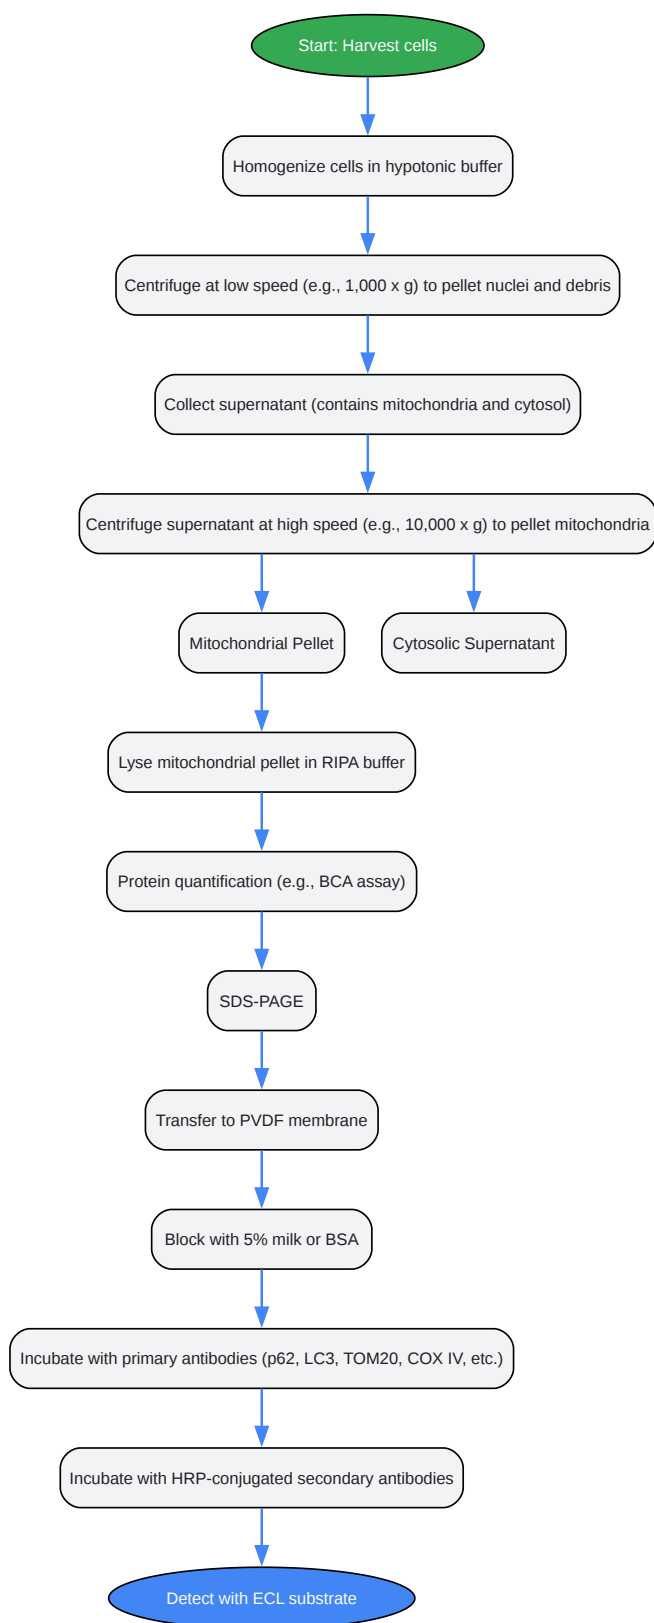 Start: Harvest cells
Homogenize cells in hypotonic buffer
Centrifuge at low speed (e.g., 1,000 x g) to pellet nuclei and debris
Collect supernatant (contains mitochondria and cytosol)
Centrifuge supernatant at high speed (e.g., 10,000 x g) to pellet mitochondria
Mitochondrial Pellet
Cytosolic Supernatant
Lyse mitochondrial pellet in RIPA buffer
Protein quantification (e.g., BCA assay)
SDS-PAGE
Transfer to PVDF membrane
Block with 5% milk or BSA
Incubate with primary antibodies (p62, LC3, TOM20, COX IV, etc.)
Incubate with HRP-conjugated secondary antibodies
Detect with ECL substrate